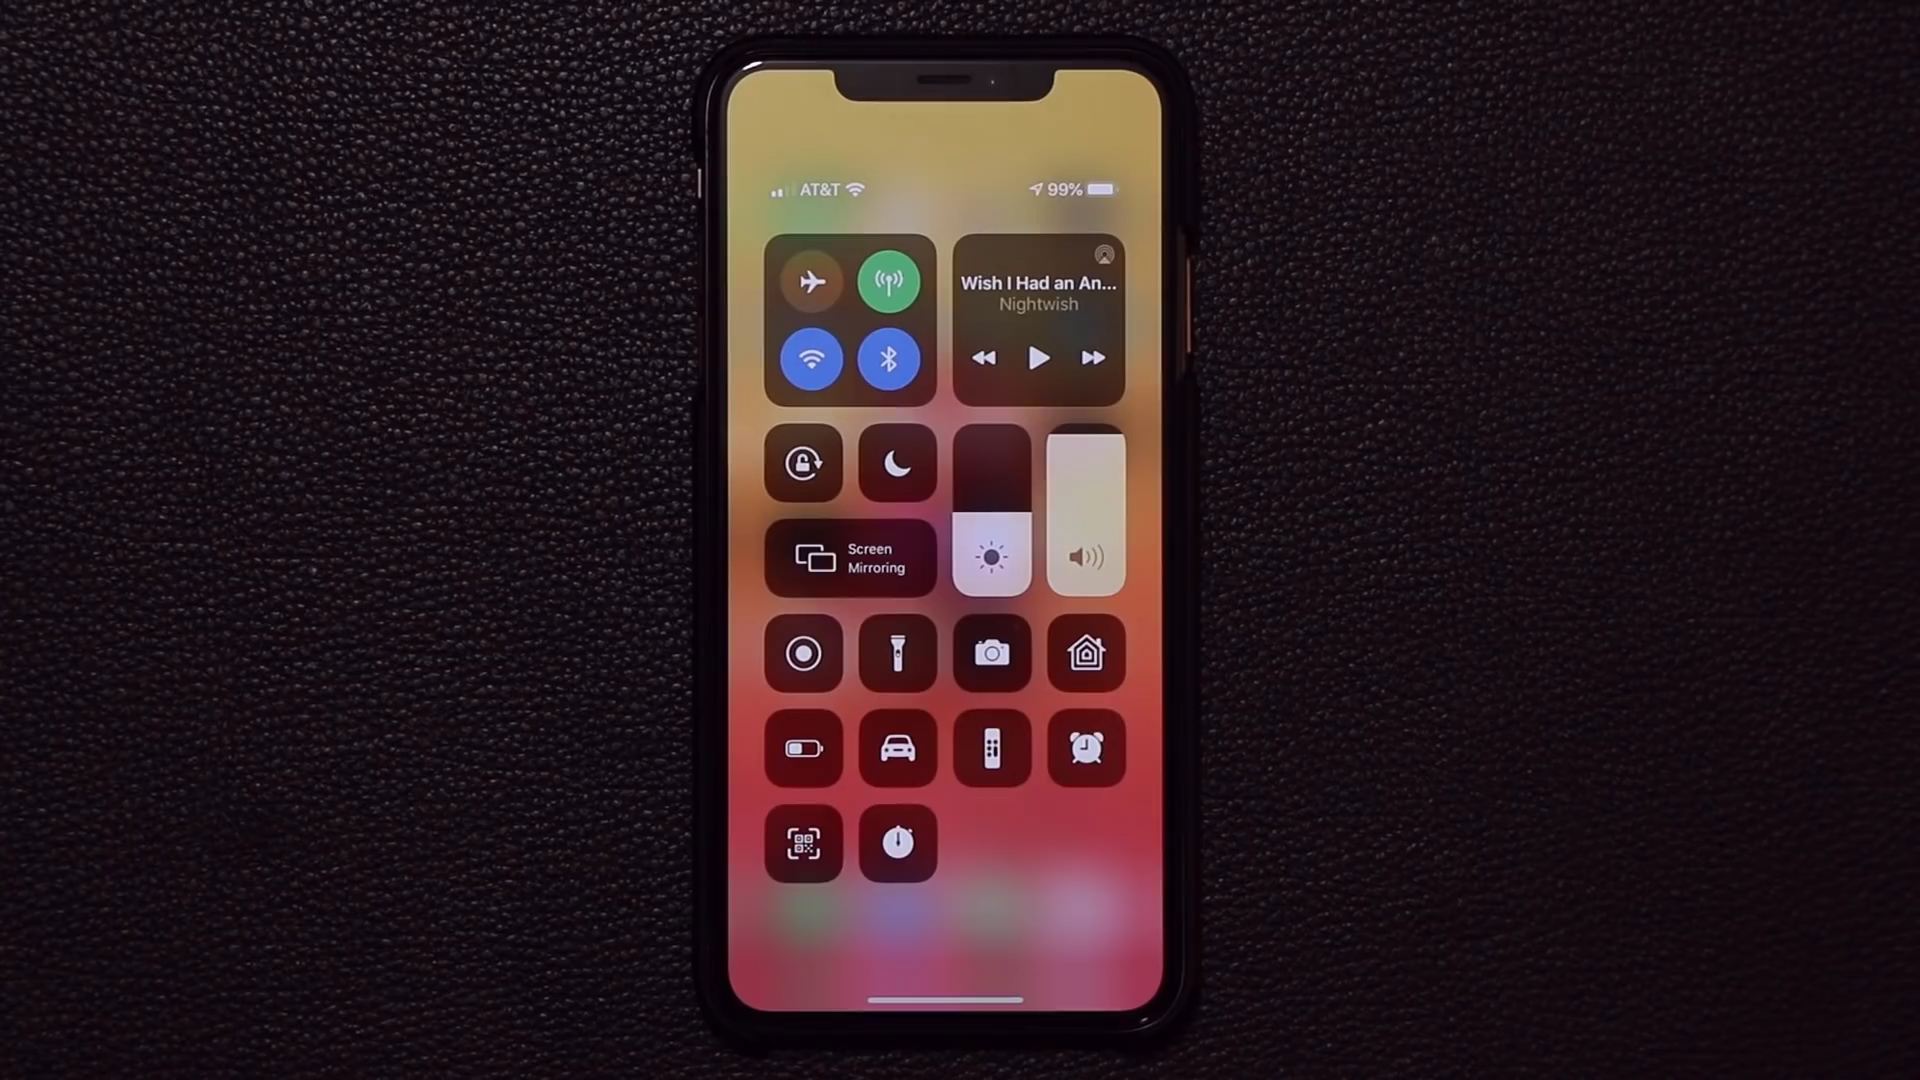 AT&T
99%
Wish I Had an An...
Nightwish
Screen
Mirroring